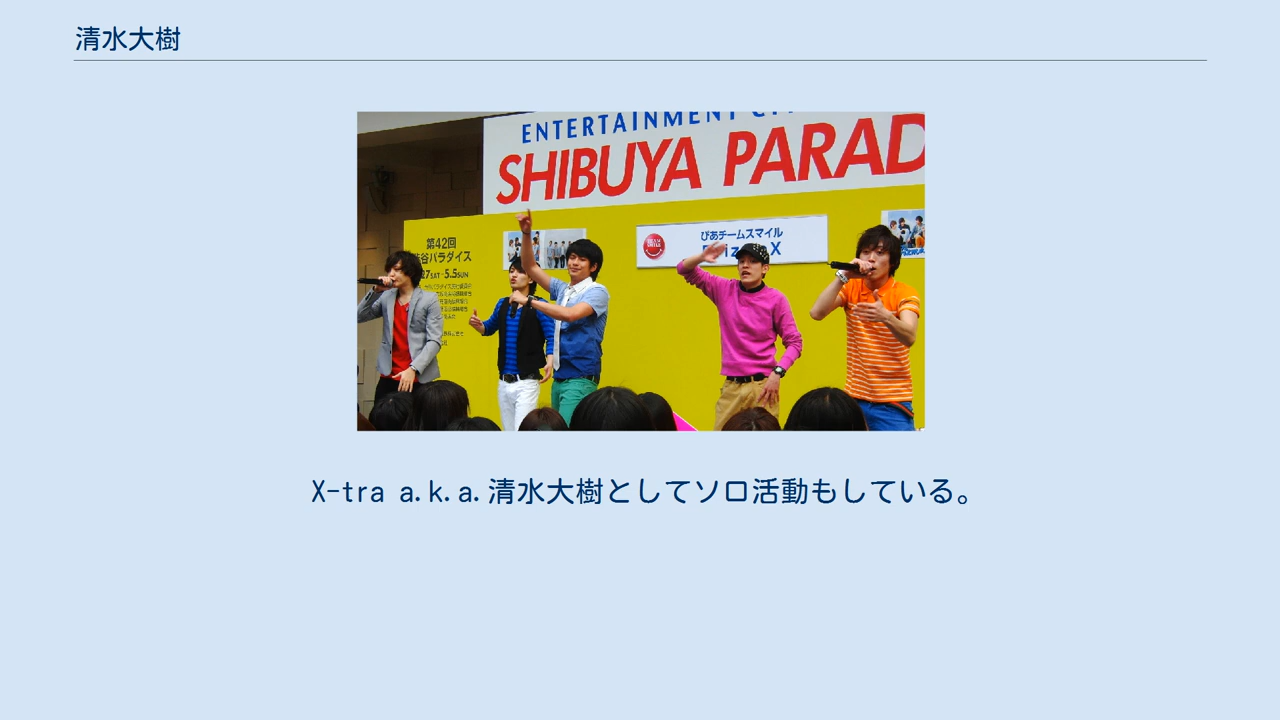 清水大樹
ENTERTAINMENT
SHIBUYA PARAD
第42回
渋谷パラダイス
27SAT-5.5SUN
ぴあチームスマイル
X-tra a.k.a.清水大樹としてソロ活動もしている。